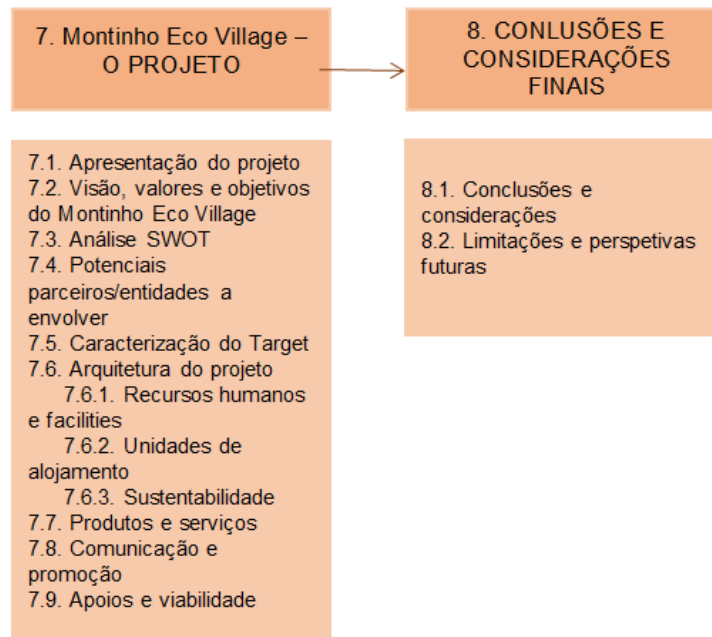 7. Montinho Eco Village –
O PROJETO
8. CONLUSÕES E
CONSIDERAÇÕES
FINAIS
7.1. Apresentação do projeto
7.2. Visão, valores e objetivos
do Montinho Eco Village
7.3. Análise SWOT
7.4. Potenciais
parceiros/entidades a
envolver
7.5. Caracterização do Target
7.6. Arquitetura do projeto
7.6.1. Recursos humanos
e facilities
7.6.2. Unidades de
alojamento
7.6.3. Sustentabilidade
7.7. Produtos e serviços
7.8. Comunicação e
promoção
7.9. Apoios e viabilidade
8.1. Conclusões e
considerações
8.2. Limitações e perspetivas
futuras